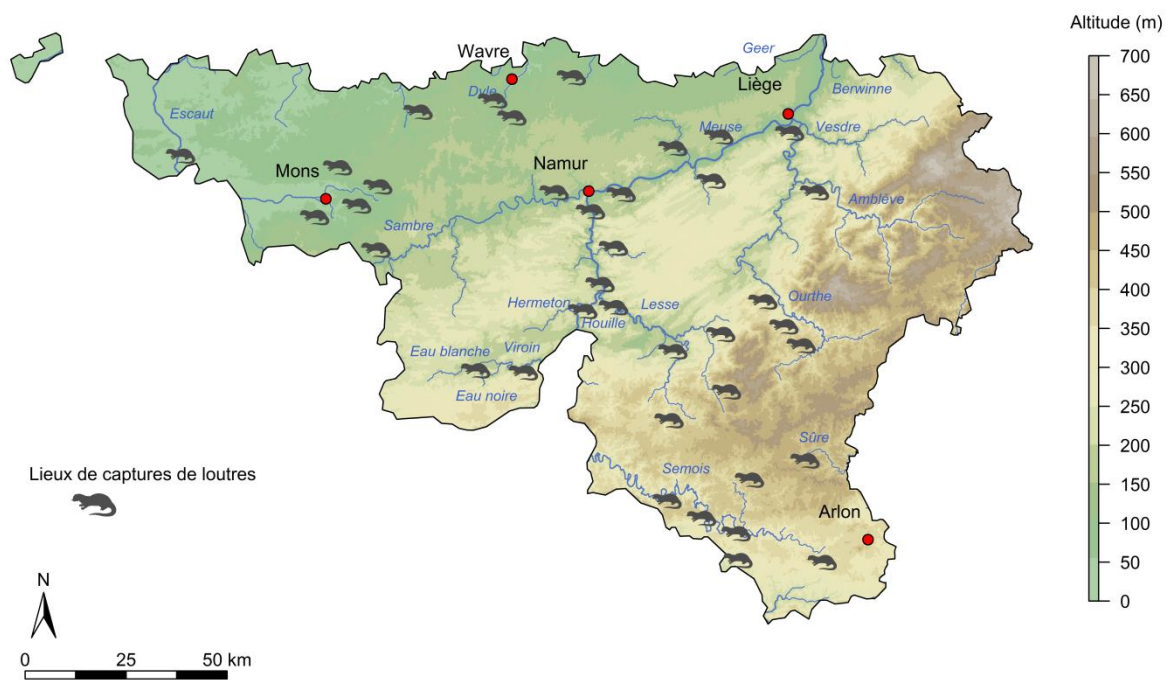 Altitude (m)
700
650
600
550
500
450
400
350
300
250
200
150
100
50
0
Wavre
Geer
Dyle
Liège
Berwinne
Escaut
Meuse
Vesdre
Mons
Namur
Amblève
Sambre
Hermeton
Lesse
Ourthe
Houille
Eau blanche
Viroin
Eau noire
Sûre
Semois
Lieux de captures de loutres
Arlon
N
0 25 50 km